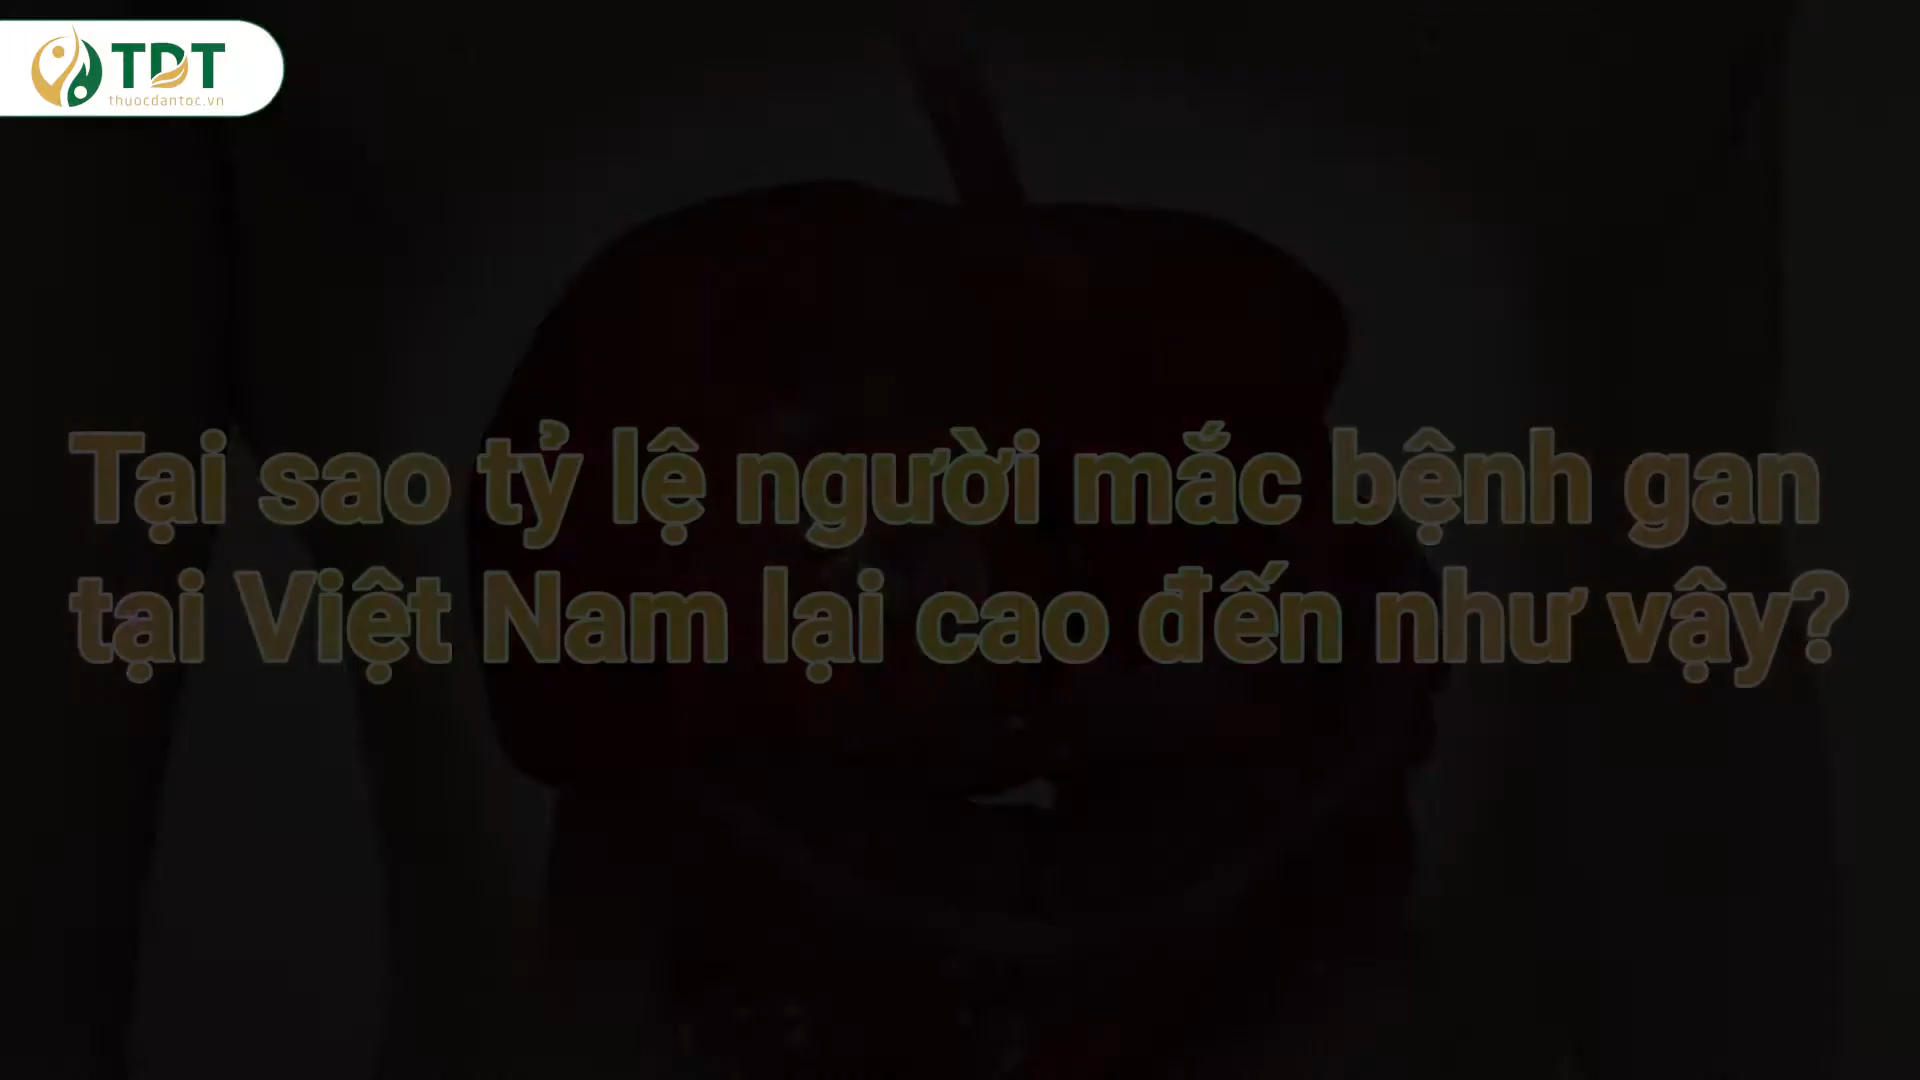 TDT
thuocdantoc.vn
Tại sao tỷ lệ người mắc bệnh gan
tại Việt Nam lại cao đến như vậy?